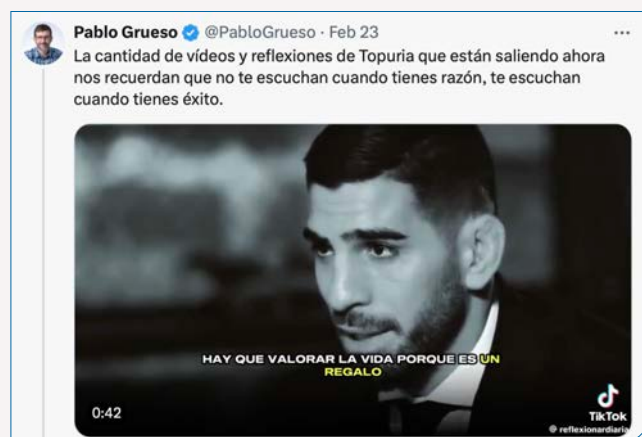 Pablo Grueso @PabloGrueso · Feb 23
La cantidad de vídeos y reflexiones de Topuria que están saliendo ahora
nos recuerdan que no te escuchan cuando tienes razón, te escuchan
cuando tienes éxito.
HAY QUE VALORAR LA VIDA PORQUE ES UN
REGALO
0:42
TikTok
reflexionardiaria